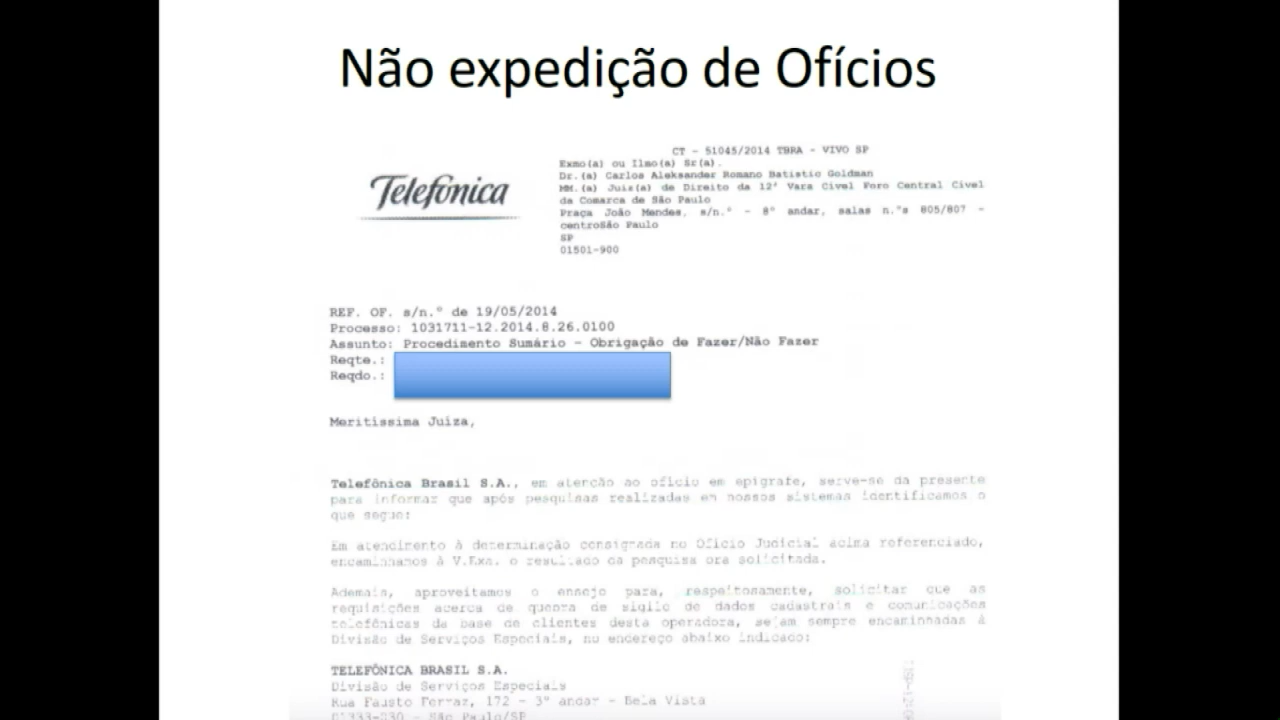 Não expedição de Ofícios
Telefónica
CT - 51045/2014 TBRA - VIVO SP
Exmo(a) ou Ilmo(a) Sr(a).
Dr.(a) Carlos Aleksander Romano Batistic Goldman
MM.(a) Juiz(a) de Direito da 12ª Vara Cível Foro Central Cível
da Comarca de São Paulo
Praça João Mendes, s/n.º - 8º andar, salas n.ºs 805/807 -
centroSão Paulo
SP
01501-900
REF. OF. s/n.º de 19/05/2014
Processo: 1031711-12.2014.8.26.0100
Assunto: Procedimento Sumário - Obrigação de Fazer/Não Fazer
Reqte.:
Reqdo.:
Meritíssima Juíza,
Telefônica Brasil S.A., em atenção ao ofício em epígrafe, serve-se da presente
para informar que após pesquisas realizadas em nossos sistemas identificamos o
que segue:
Em atendimento à determinação consignada no Ofício Judicial acima referenciado,
encaminhamos à V.Exa. o resultado da pesquisa ora solicitada.
Ademais, aproveitamos o ensejo para, respeitosamente, solicitar que as
requisições acerca de quebra de sigilo de dados cadastrais e comunicações
telefônicas da base de clientes desta operadora, sejam sempre encaminhadas à
Divisão de Serviços Especiais, no endereço abaixo indicado:
TELEFÔNICA BRASIL S.A.
Divisão de Serviços Especiais
Rua Fausto Ferraz, 172 - 3º andar - Bela Vista
01333-030 - São Paulo/SP